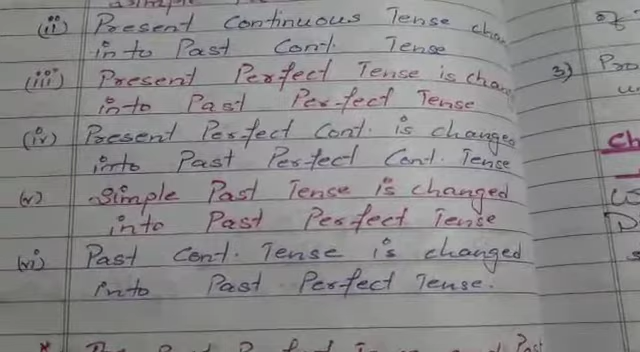 (ii) Present Continuous Tense
into Past Cont. Tense
(iii) Present Perfect Tense is
into Past Perfect Tense
(iv) Present Perfect Cont. is changed
into Past Perfect Cont. Tense
(v) Simple Past Tense is changed
into Past Perfect Tense
(vi) Past Cont. Tense is changed
into Past Perfect Tense.
3)